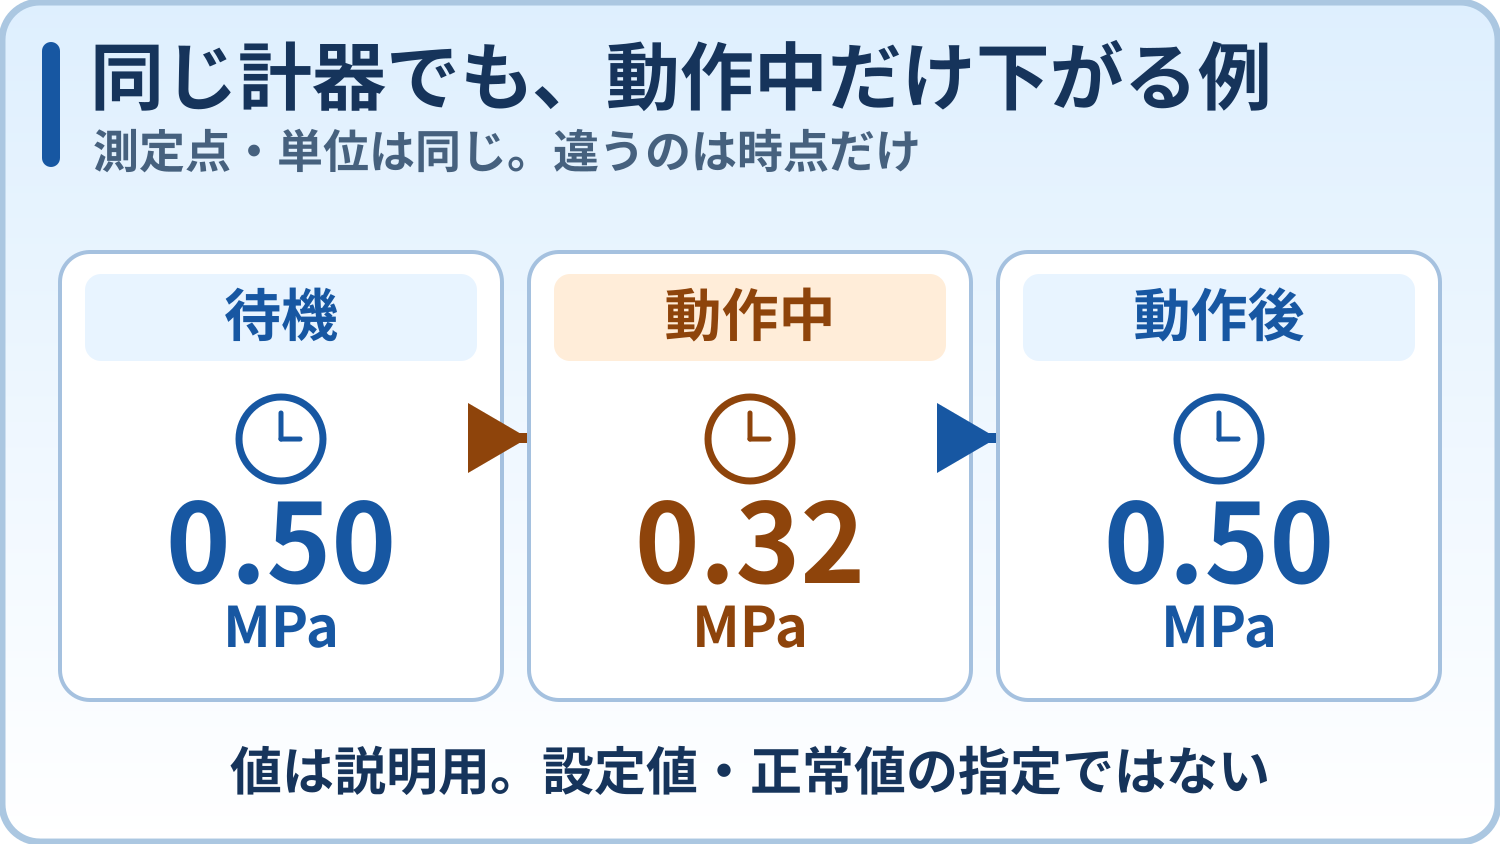 同じ計器でも、動作中だけ下がる例
測定点・単位は同じ。違うのは時点だけ
待機
0.50
MPa
動作中
0.32
MPa
動作後
0.50
MPa
値は説明用。設定値・正常値の指定ではない